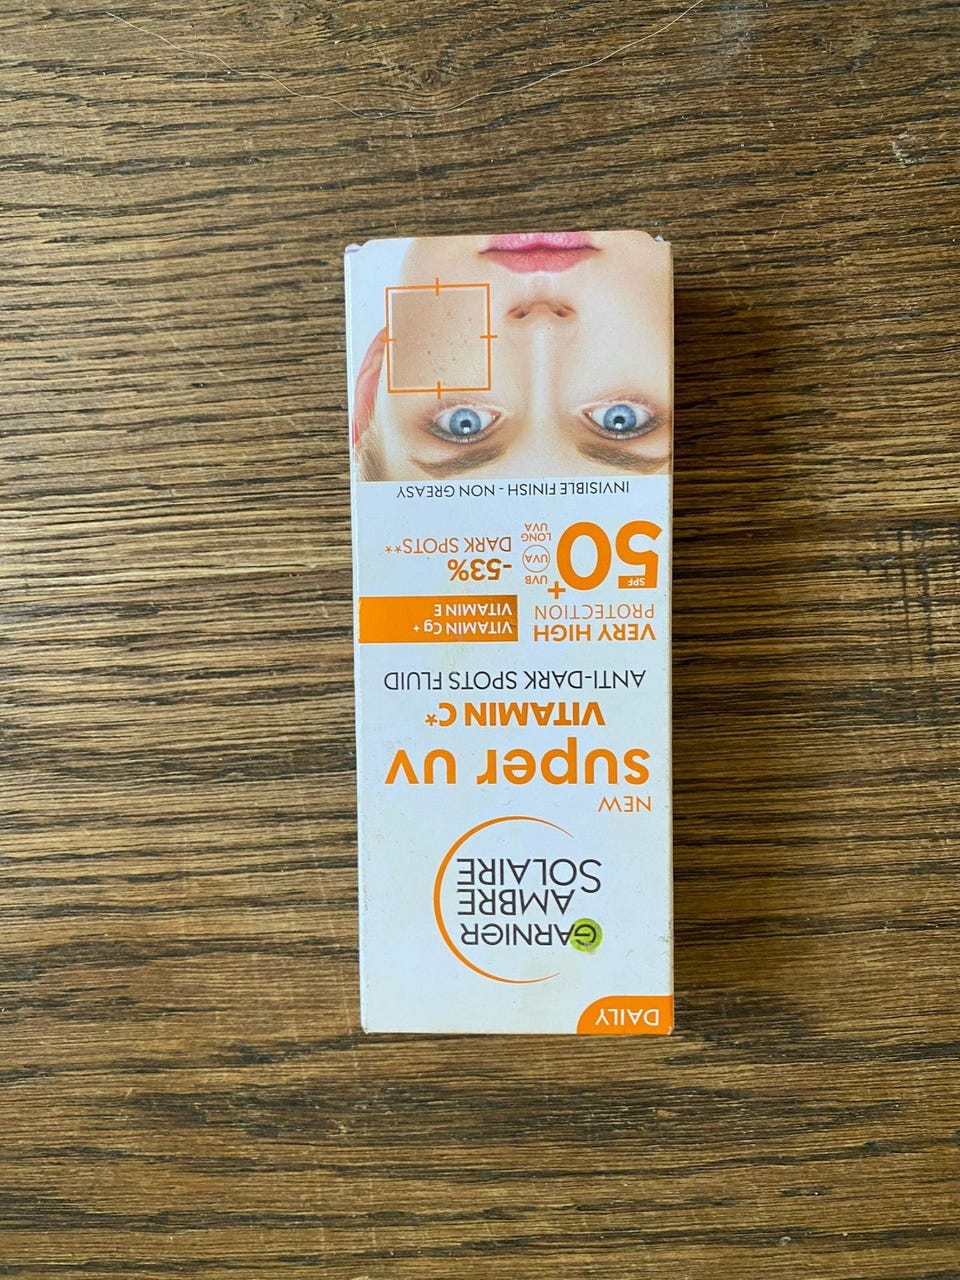 DAILY
GARNIER
AMBRE
SOLAIRE
NEW
super uv
VITAMIN C*
ANTI-DARK SPOTS FLUID
VERY HIGH
PROTECTION
SPF
50+
UVB
UVA
LONG
UVA
VITAMIN Cg+
VITAMIN E
-53%
DARK SPOTS**
INVISIBLE FINISH - NON GREASY